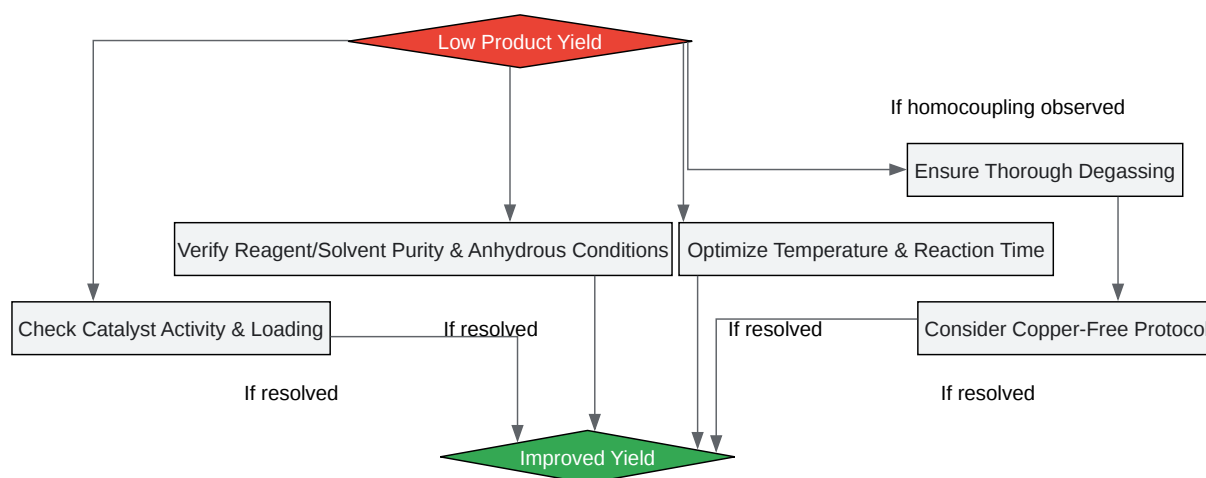 Low Product Yield
If homocoupling observed
Ensure Thorough Degassing
Verify Reagent/Solvent Purity & Anhydrous Conditions
Optimize Temperature & Reaction Time
Check Catalyst Activity & Loading
If resolved
If resolved
Consider Copper-Free Protocol
If resolved
If resolved
Improved Yield